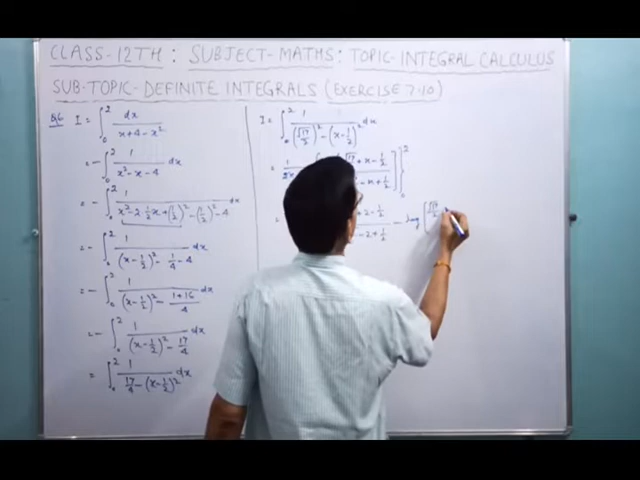 CLASS-12TH : SUBJECT-MATHS : TOPIC-INTEGRAL CALCULUS
SUB-TOPIC-DEFINITE INTEGRALS (EXERCISE 7.10)
Q6 I = ∫₀² dx/(x+4-x²)
= -∫₀² 1/(x²-x-4) dx
= -∫₀² 1/(x²-2·½x+(½)²-(½)²-4) dx
= -∫₀² 1/((x-½)²-¼-4) dx
= -∫₀² 1/((x-½)²-(1+16)/4) dx
= -∫₀² 1/((x-½)²-17/4) dx
= ∫₀² 1/(17/4-(x-½)²) dx
I = ∫₀² 1/((√17/2)²-(x-½)²) dx